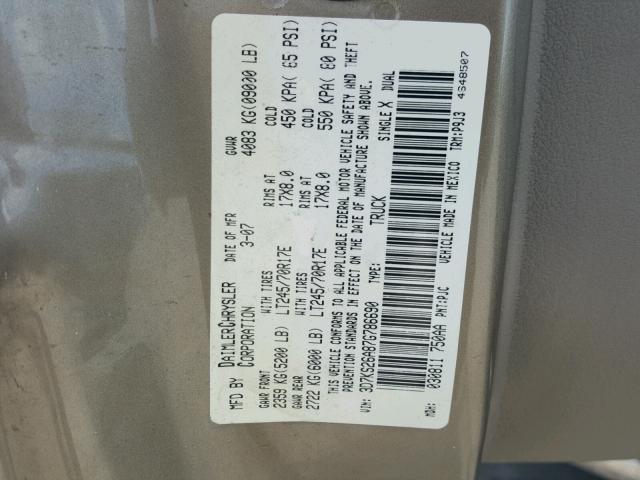 MFD BY DAIMLERCHRYSLER CORPORATION
DATE OF MFR 3-07
GVWR 4083 KG(09000 LB)
GAWR FRONT WITH TIRES RIMS AT COLD
2359 KG(5200 LB) LT245/70R17E 17X8.0 450 KPA( 65 PSI)
GAWR REAR WITH TIRES RIMS AT COLD
2722 KG(6000 LB) LT245/70R17E 17X8.0 550 KPA( 80 PSI)
THIS VEHICLE CONFORMS TO ALL APPLICABLE FEDERAL MOTOR VEHICLE SAFETY AND THEFT
PREVENTION STANDARDS IN EFFECT ON THE DATE OF MANUFACTURE SHOWN ABOVE.
VIN: 3D7KS26A87G786690 TYPE: TRUCK SINGLE X DUAL
MDH: 030811 750AA PNT:PJC VEHICLE MADE IN MEXICO TRM:P9J3
4648507